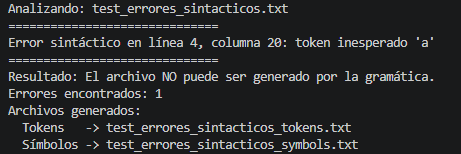 Analizando: test_errores_sintacticos.txt
==============================
Error sintáctico en línea 4, columna 20: token inesperado 'a'
==============================
Resultado: El archivo NO puede ser generado por la gramática.
Errores encontrados: 1
Archivos generados:
  Tokens   -> test_errores_sintacticos_tokens.txt
  Símbolos -> test_errores_sintacticos_symbols.txt